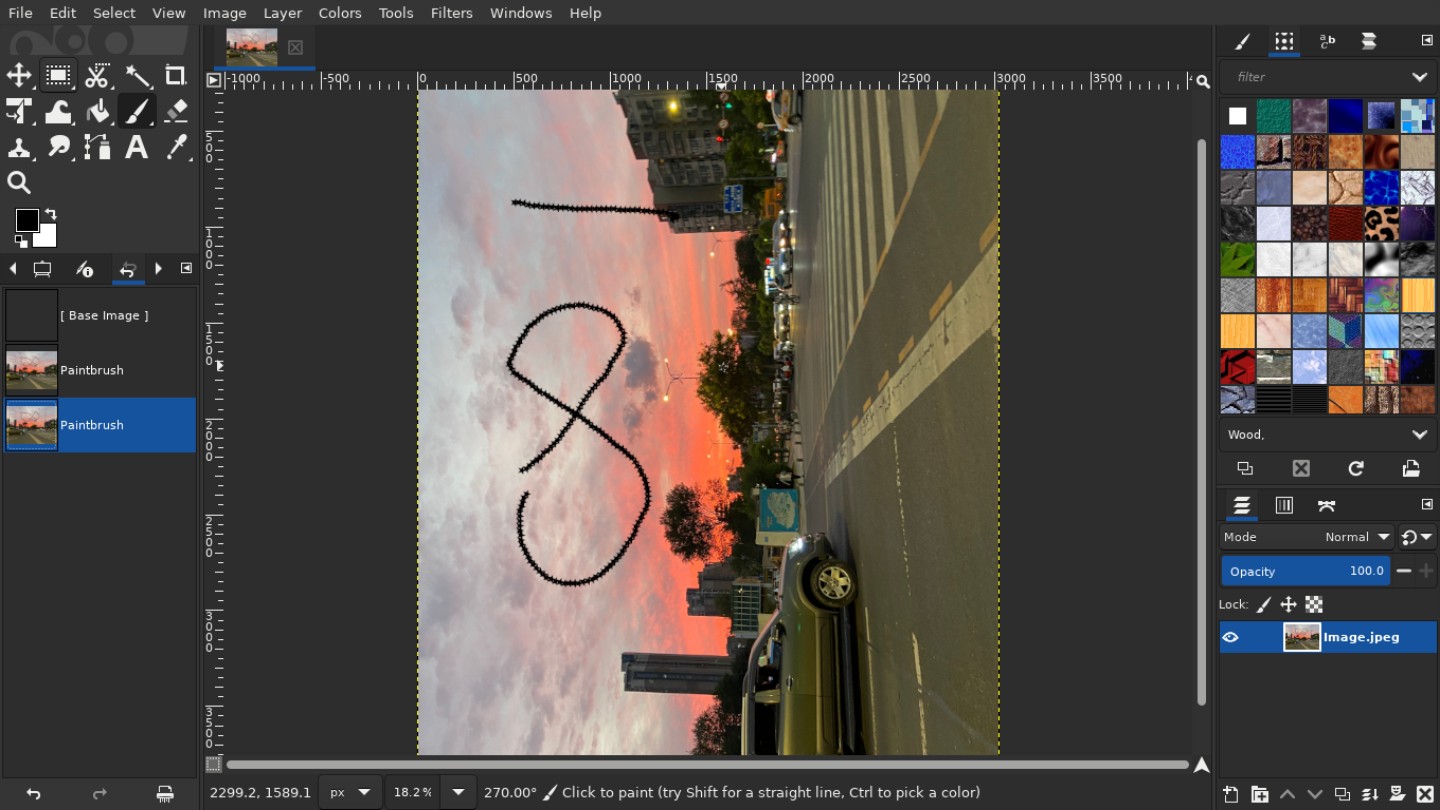 File Edit Select View Image Layer Colors Tools Filters Windows Help
-1000 -500 0 500 1000 1500 2000 2500 3000 3500
filter
500
1000
1500
2000
2500
3000
3500
[ Base Image ]
Paintbrush
Paintbrush
Wood,
Mode Normal
Opacity 100.0
Lock:
Image.jpeg
2299.2, 1589.1 px 18.2 % 270.00° Click to paint (try Shift for a straight line, Ctrl to pick a color)